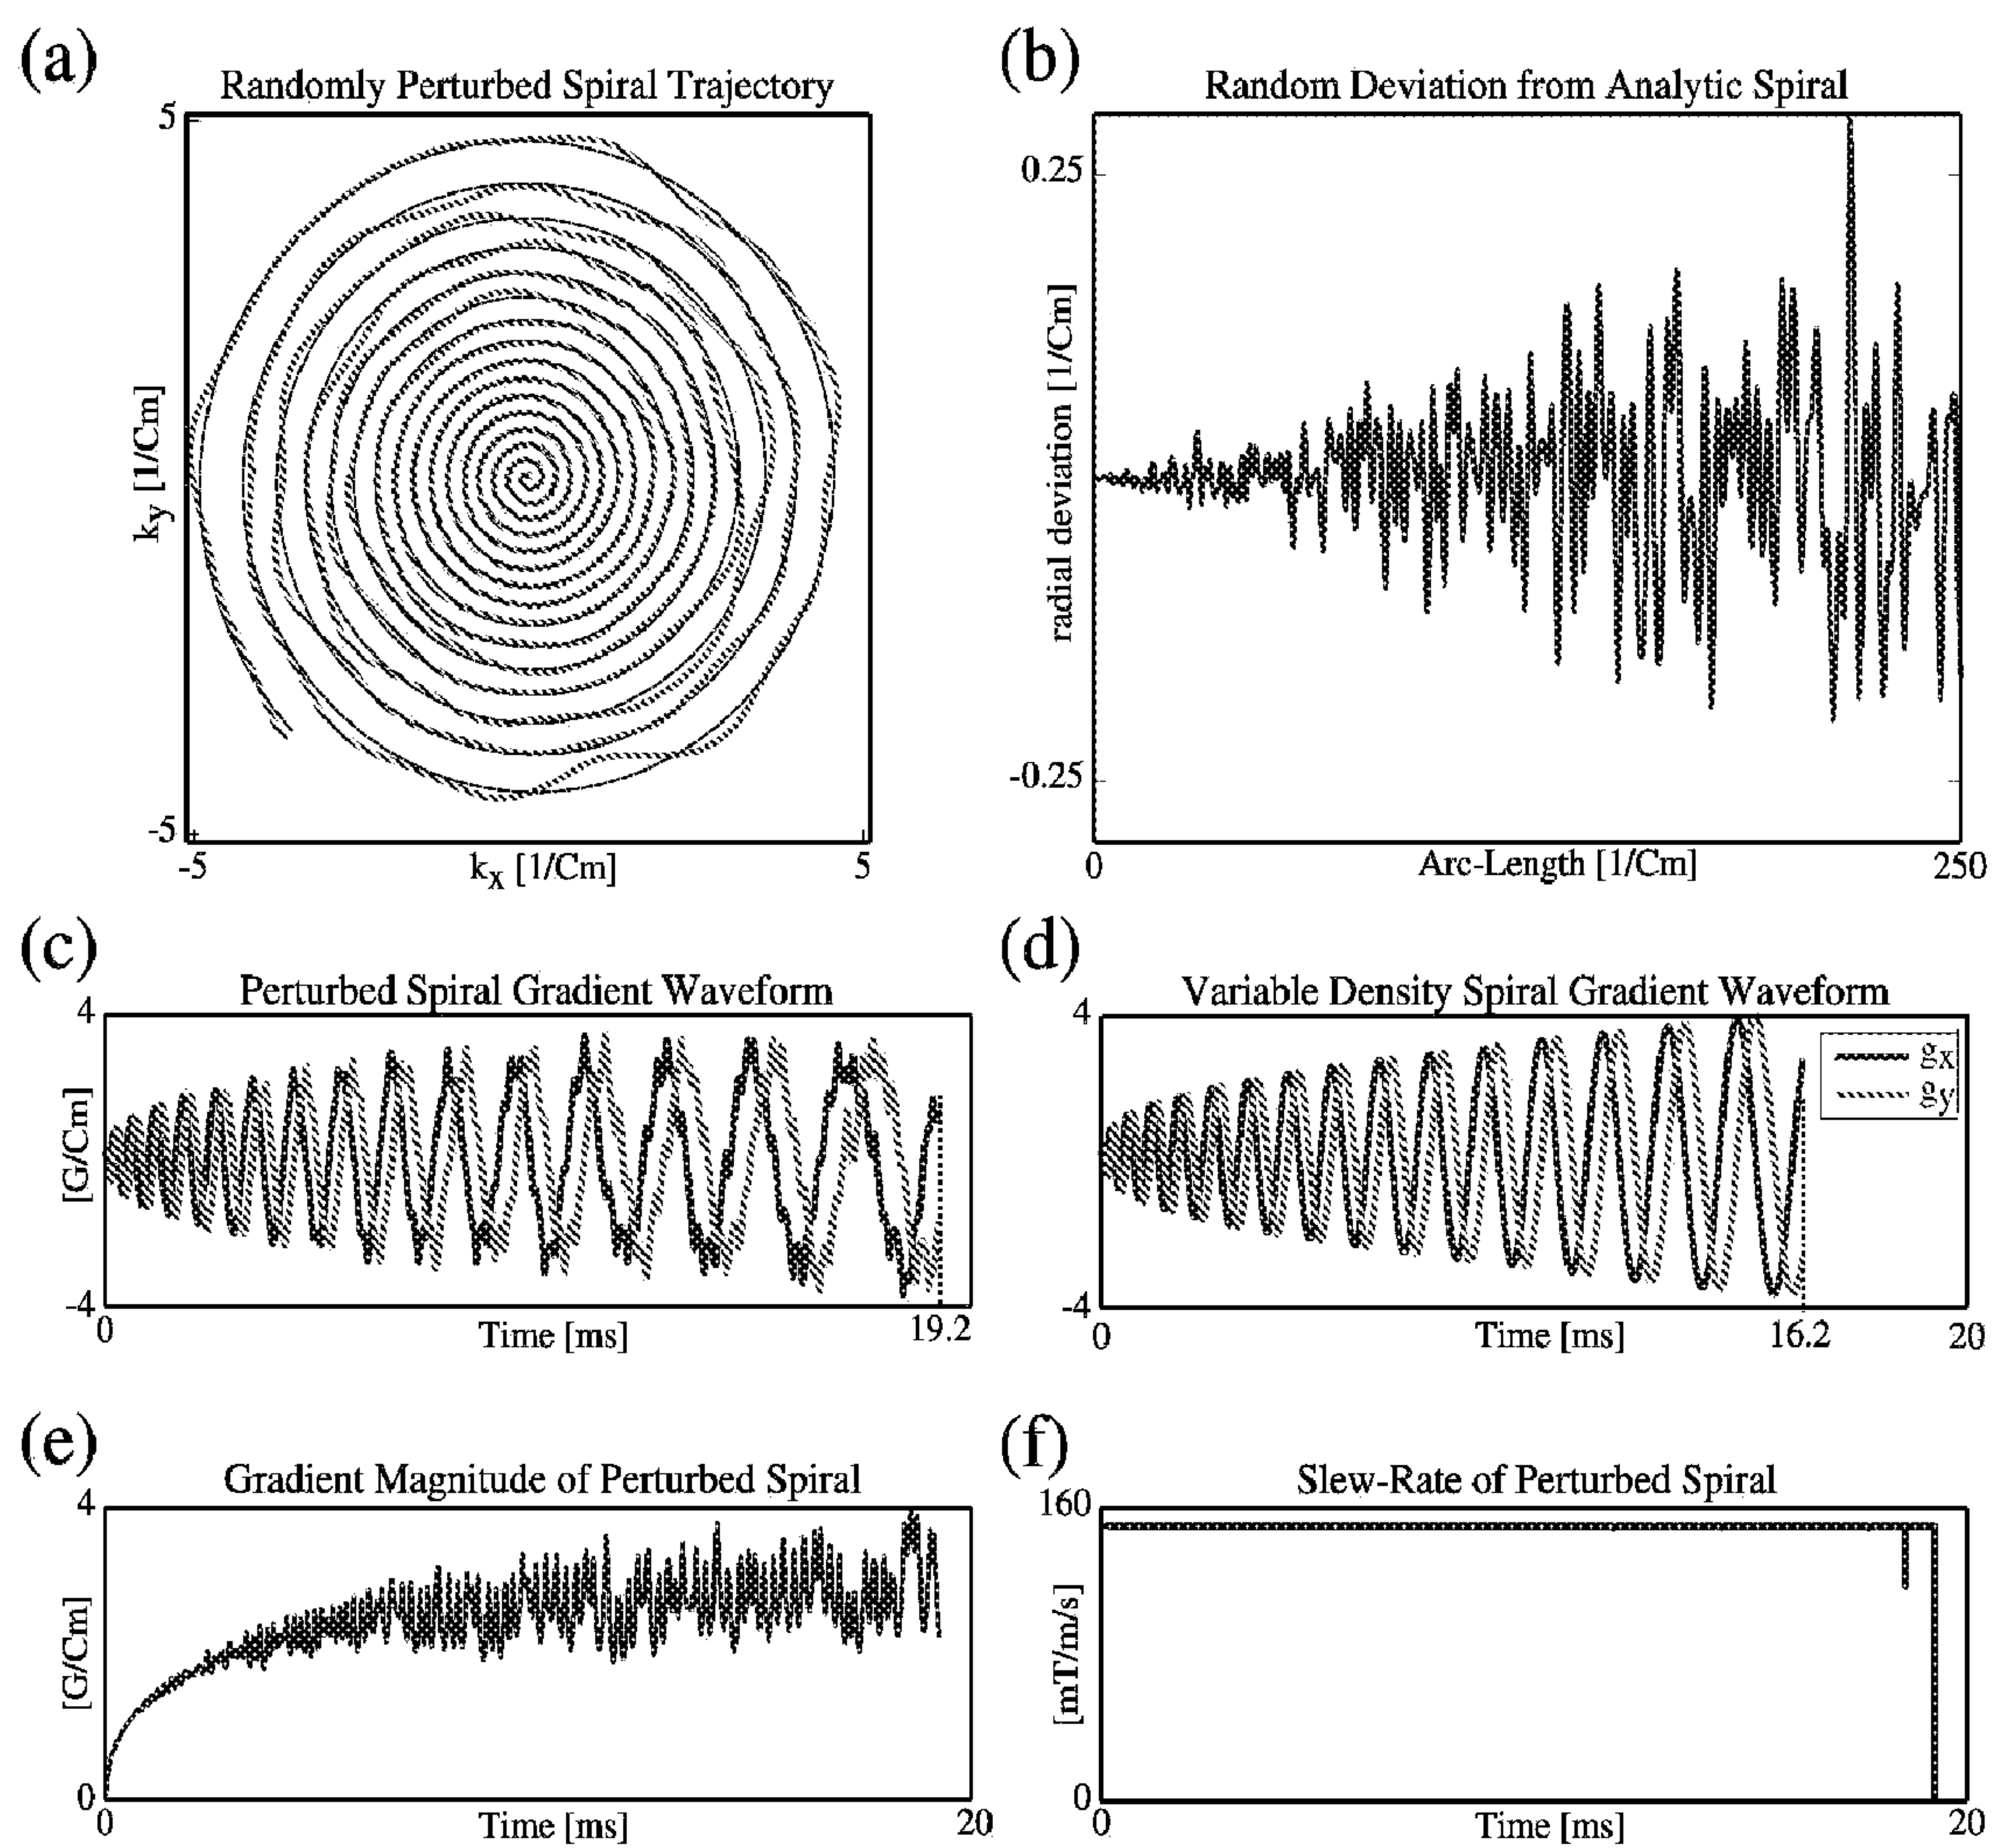 (a)
Randomly Perturbed Spiral Trajectory
5
ky [1/Cm]
-5
-5
kx [1/Cm]
5
(b)
Random Deviation from Analytic Spiral
0.25
radial deviation [1/Cm]
-0.25
0
Arc-Length [1/Cm]
250
(c)
Perturbed Spiral Gradient Waveform
4
[G/Cm]
-4
0
Time [ms]
19.2
(d)
Variable Density Spiral Gradient Waveform
4
gx
gy
-4
0
Time [ms]
16.2
20
(e)
Gradient Magnitude of Perturbed Spiral
4
[G/Cm]
0
0
Time [ms]
20
(f)
Slew-Rate of Perturbed Spiral
160
[mT/m/s]
0
0
Time [ms]
20